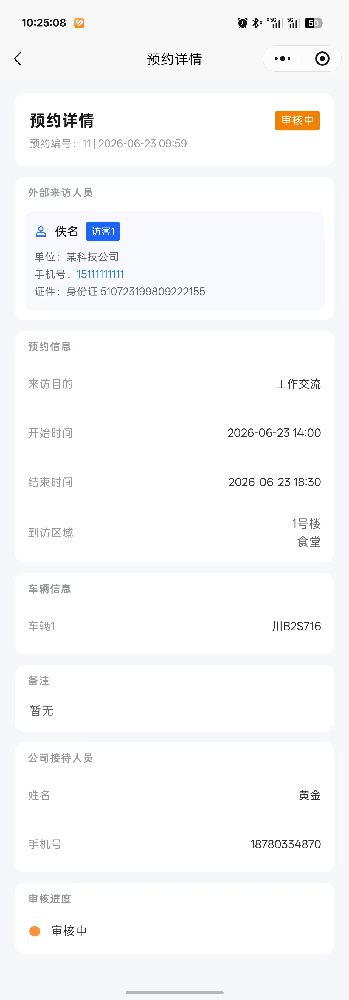 10:25:08
5G 5G 50
预约详情
预约详情
审核中
预约编号：11 | 2026-06-23 09:59
外部来访人员
佚名 访客1
单位：某科技公司
手机号：15111111111
证件：身份证 510723199809222155
预约信息
来访目的 工作交流
开始时间 2026-06-23 14:00
结束时间 2026-06-23 18:30
到访区域 1号楼
食堂
车辆信息
车辆1 川B2S716
备注
暂无
公司接待人员
姓名 黄金
手机号 18780334870
审核进度
审核中